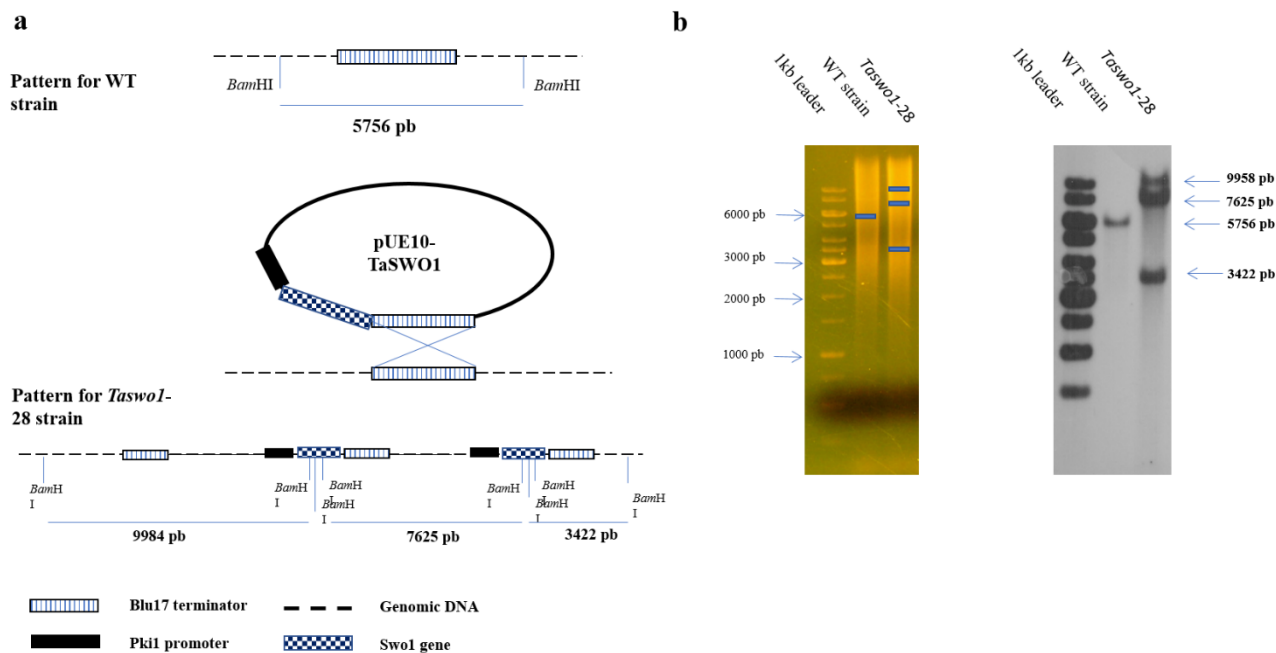 a
Pattern for WT
strain
BamHI
BamHI
5756 pb
pUE10-
TaSWO1
Pattern for Taswo1-
28 strain
BamH
I
BamH
I
BamH
I
BamH
I
BamH
I
BamH
I
BamH
I
BamH
I
9984 pb
7625 pb
3422 pb
Blu17 terminator
Genomic DNA
Pki1 promoter
Swo1 gene
b
1kb leader
WT strain
Taswo1-28
6000 pb
3000 pb
2000 pb
1000 pb
1kb leader
WT strain
Taswo1-28
9958 pb
7625 pb
5756 pb
3422 pb